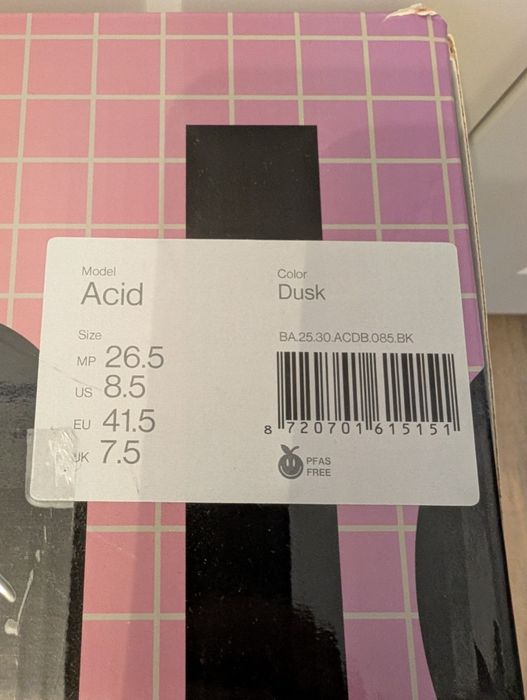 Model
Acid
Color
Dusk
Size
MP 26.5
US 8.5
EU 41.5
UK 7.5
BA.25.30.ACDB.085.BK
8 720701 615151
PFAS
FREE